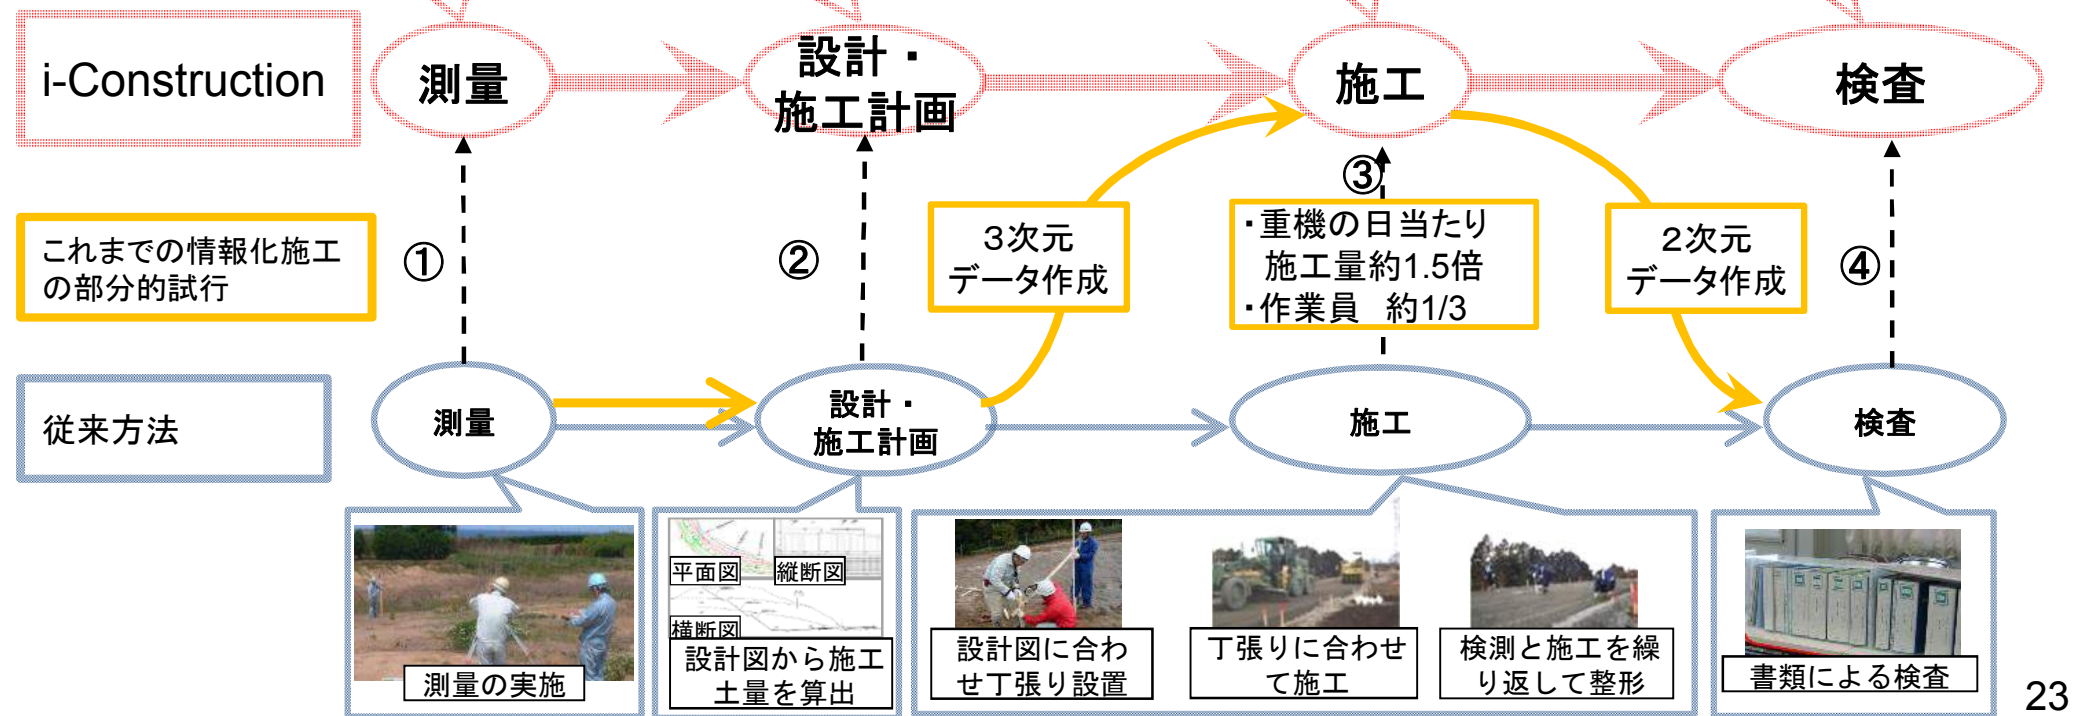 i-Construction
測量
設計・
施工計画
施工
検査
これまでの情報化施工
の部分的試行
①
②
3次元
データ作成
③
・重機の日当たり
施工量約1.5倍
・作業員 約1/3
2次元
データ作成
④
従来方法
測量
設計・
施工計画
施工
検査
測量の実施
平面図
縦断図
横断図
設計図から施工
土量を算出
設計図に合わ
せ丁張り設置
丁張りに合わせ
て施工
検測と施工を繰
り返して整形
書類による検査
23